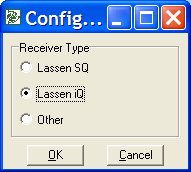 Config...
Receiver Type
Lassen SQ
Lassen iQ
Other
OK
Cancel